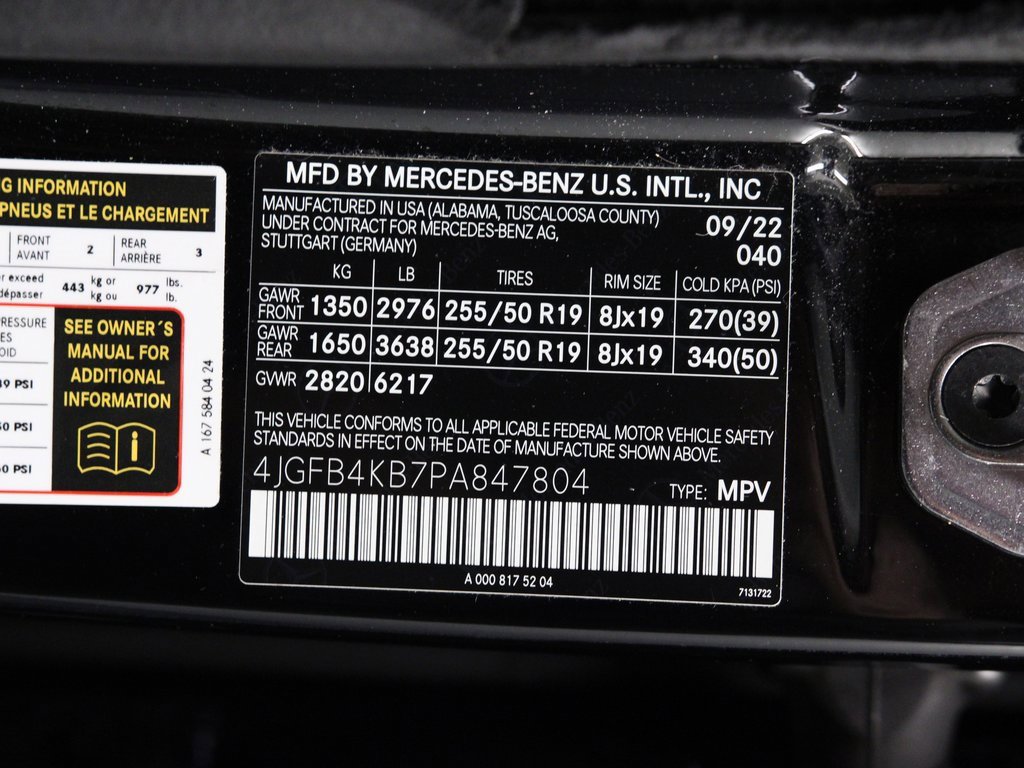 G INFORMATION
PNEUS ET LE CHARGEMENT
FRONT 2 REAR 3
AVANT ARRIÈRE
er exceed 443 kg or 977 lbs.
dépasser kg ou lb.
RESSURE
ES
OID
PSI
PSI
PSI
SEE OWNER´S
MANUAL FOR
ADDITIONAL
INFORMATION
A 167 584 04 24
MFD BY MERCEDES-BENZ U.S. INTL., INC
MANUFACTURED IN USA (ALABAMA, TUSCALOOSA COUNTY)
UNDER CONTRACT FOR MERCEDES-BENZ AG,
STUTTGART (GERMANY)
09/22
040
KG LB TIRES RIM SIZE COLD KPA (PSI)
GAWR FRONT 1350 2976 255/50 R19 8Jx19 270(39)
GAWR REAR 1650 3638 255/50 R19 8Jx19 340(50)
GVWR 2820 6217
THIS VEHICLE CONFORMS TO ALL APPLICABLE FEDERAL MOTOR VEHICLE SAFETY
STANDARDS IN EFFECT ON THE DATE OF MANUFACTURE SHOWN ABOVE.
4JGFB4KB7PA847804 TYPE: MPV
A 000 817 52 04
7131722